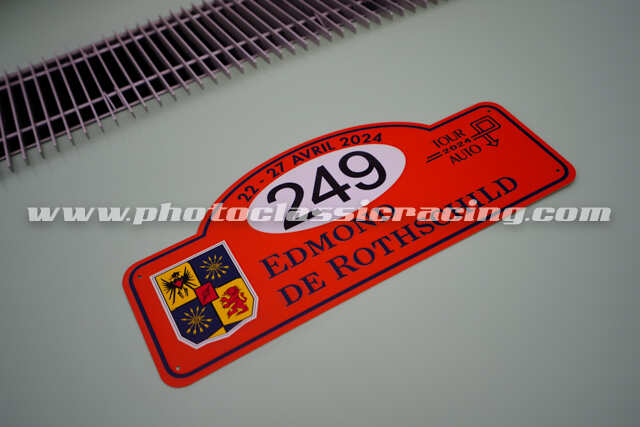 22 - 27 AVRIL 2024
249
TOUR
2024
AUTO
www.photoclassicracing.com
EDMOND
DE ROTHSCHILD